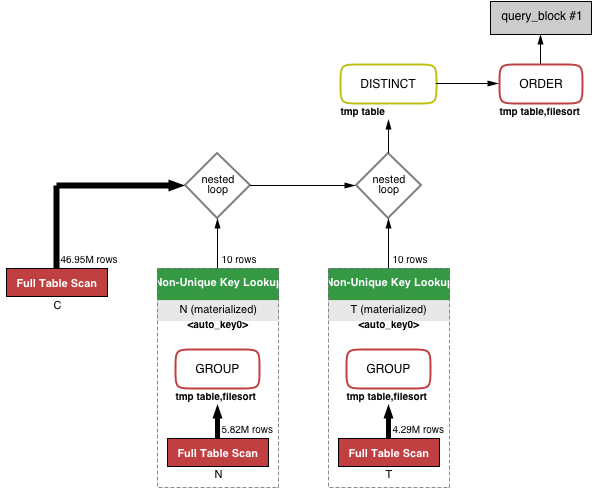 query_block #1
DISTINCT
ORDER
tmp table
tmp table,filesort
nested
loop
nested
loop
46.95M rows
10 rows
10 rows
Full Table Scan
Non-Unique Key Lookup
Non-Unique Key Lookup
C
N (materialized)
T (materialized)
<auto_key0>
<auto_key0>
GROUP
GROUP
tmp table,filesort
tmp table,filesort
5.82M rows
4.29M rows
Full Table Scan
Full Table Scan
N
T